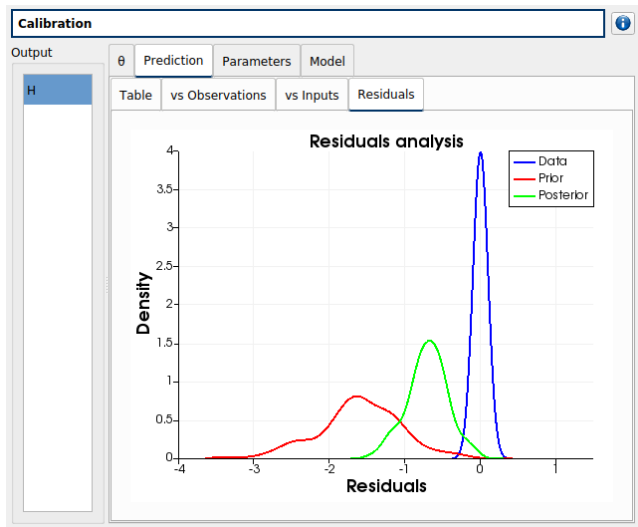 Calibration
Output
θ Prediction Parameters Model
H
Table vs Observations vs Inputs Residuals
Residuals analysis
Data
Prior
Posterior
4
3.5
3
2.5
2
1.5
1
0.5
0
Density
-4 -3 -2 -1 0 1
Residuals